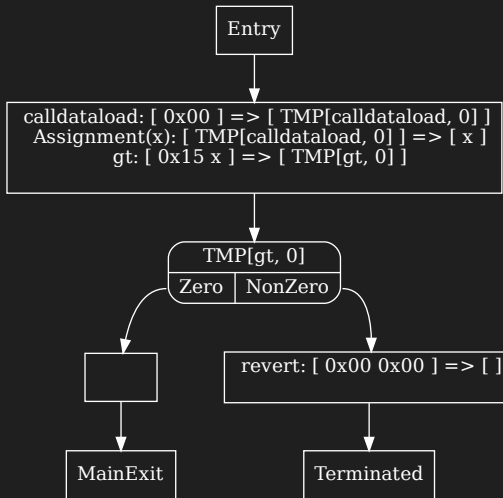 Entry
calldataload: [ 0x00 ] => [ TMP[calldataload, 0] ]
Assignment(x): [ TMP[calldataload, 0] ] => [ x ]
gt: [ 0x15 x ] => [ TMP[gt, 0] ]
TMP[gt, 0]
Zero NonZero
revert: [ 0x00 0x00 ] => [ ]
MainExit Terminated